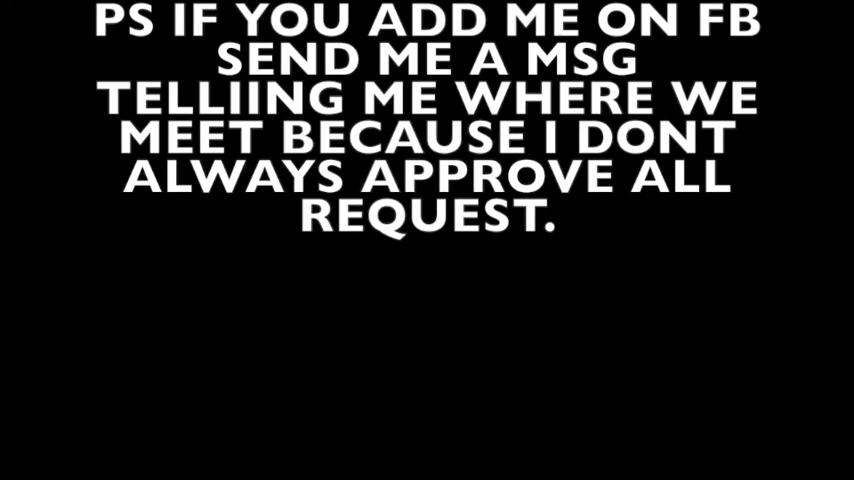 PS IF YOU ADD ME ON FB
SEND ME A MSG
TELLIING ME WHERE WE
MEET BECAUSE I DONT
ALWAYS APPROVE ALL
REQUEST.